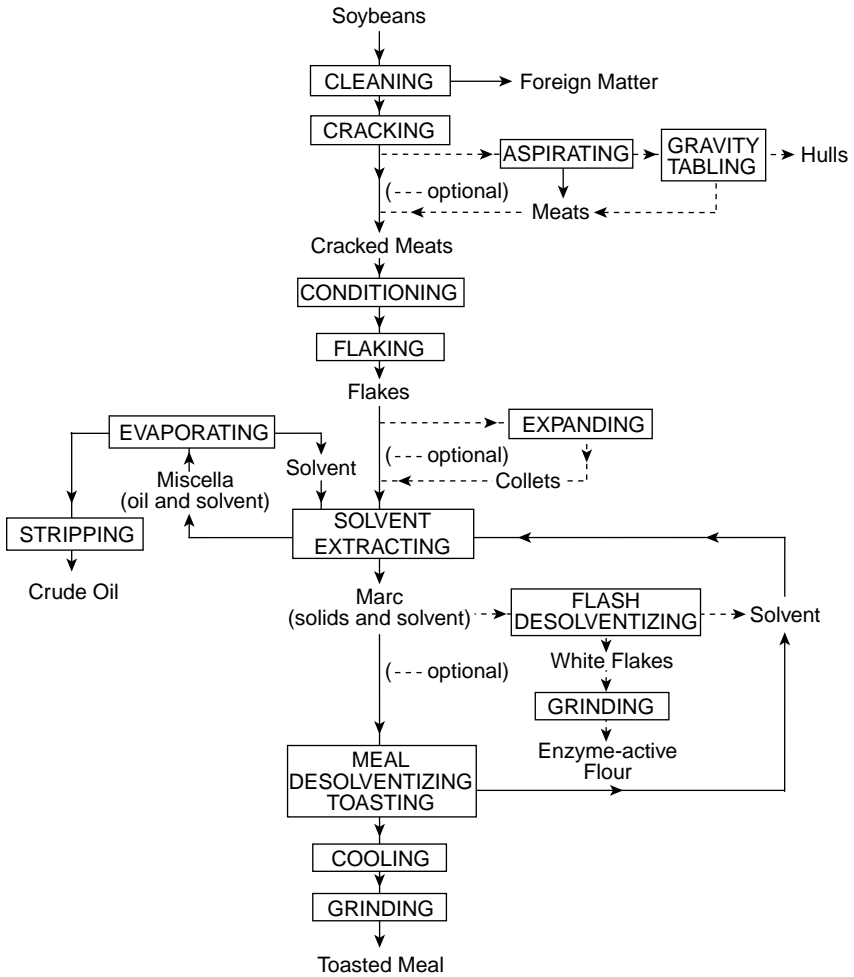 Soybeans
CLEANING
Foreign Matter
CRACKING
ASPIRATING
GRAVITY
TABLING
Hulls
(--- optional)
Meats
Cracked Meats
CONDITIONING
FLAKING
Flakes
EXPANDING
(--- optional)
Collets
EVAPORATING
Solvent
Miscella
(oil and solvent)
STRIPPING
Crude Oil
SOLVENT
EXTRACTING
Marc
(solids and solvent)
FLASH
DESOLVENTIZING
Solvent
White Flakes
(--- optional)
GRINDING
Enzyme-active
Flour
MEAL
DESOLVENTIZING
TOASTING
COOLING
GRINDING
Toasted Meal